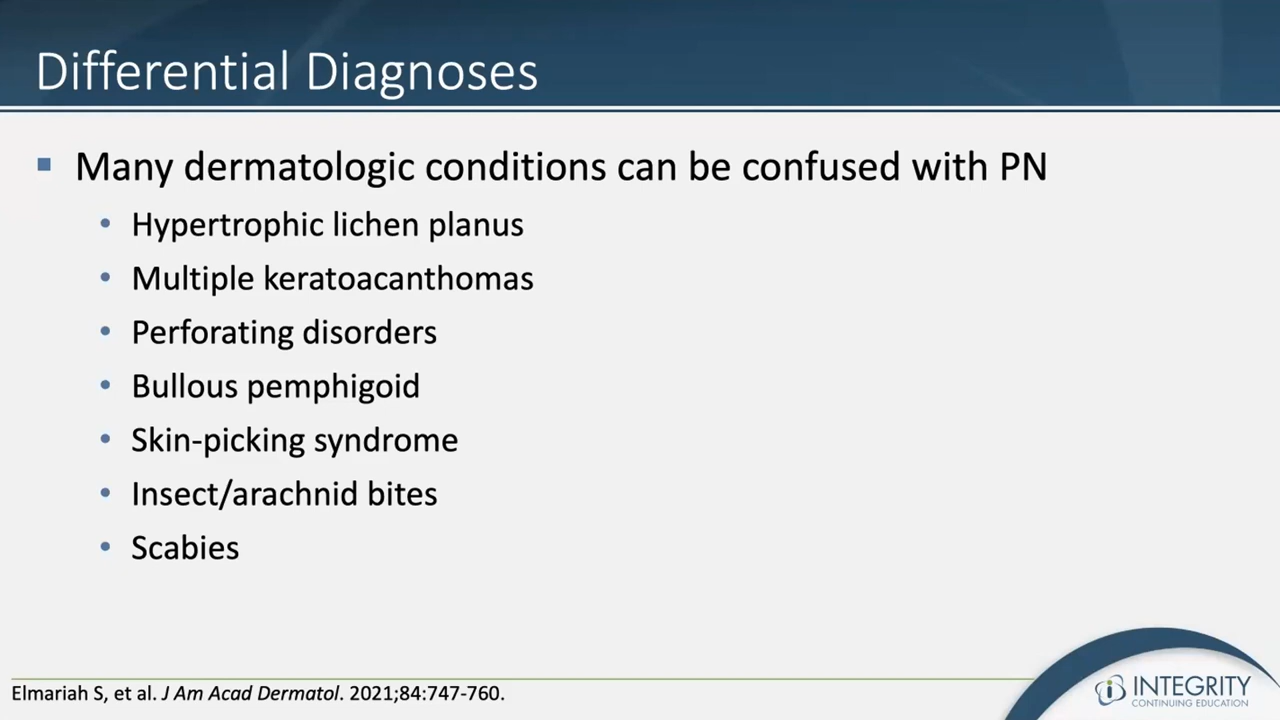 Differential Diagnoses
Many dermatologic conditions can be confused with PN
Hypertrophic lichen planus
Multiple keratoacanthomas
Perforating disorders
Bullous pemphigoid
Skin-picking syndrome
Insect/arachnid bites
Scabies
Elmariah S, et al. J Am Acad Dermatol. 2021;84:747-760.
INTEGRITY
CONTINUING EDUCATION